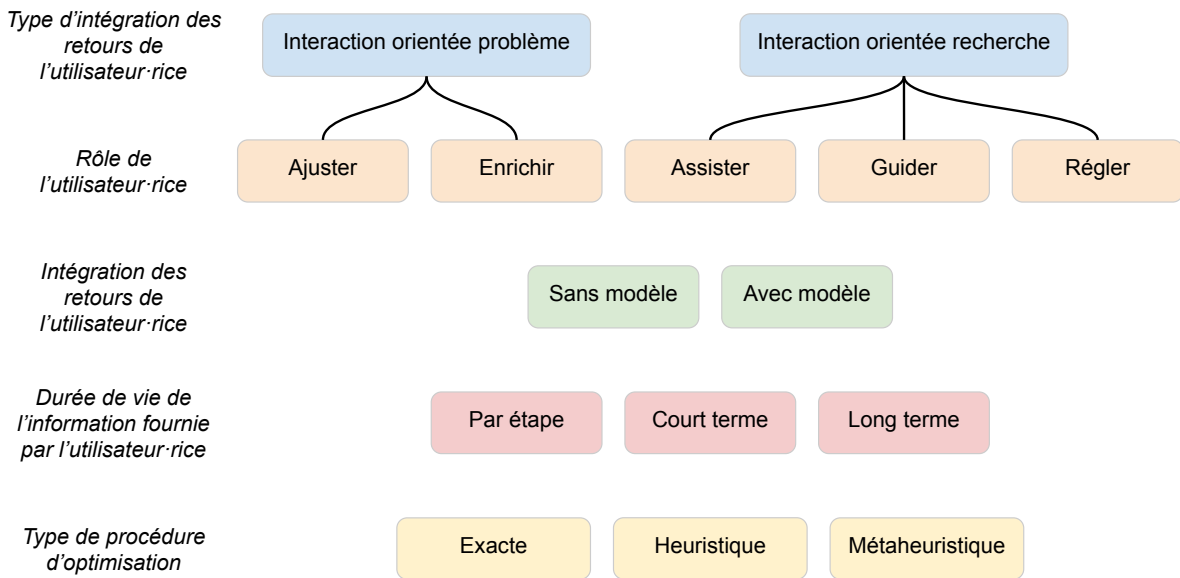 Type d’intégration des
retours de
l’utilisateur·rice
Interaction orientée problème
Interaction orientée recherche
Rôle de
l’utilisateur·rice
Ajuster
Enrichir
Assister
Guider
Régler
Intégration des
retours de
l’utilisateur·rice
Sans modèle
Avec modèle
Durée de vie de
l’information fournie
par l’utilisateur·rice
Par étape
Court terme
Long terme
Type de procédure
d’optimisation
Exacte
Heuristique
Métaheuristique